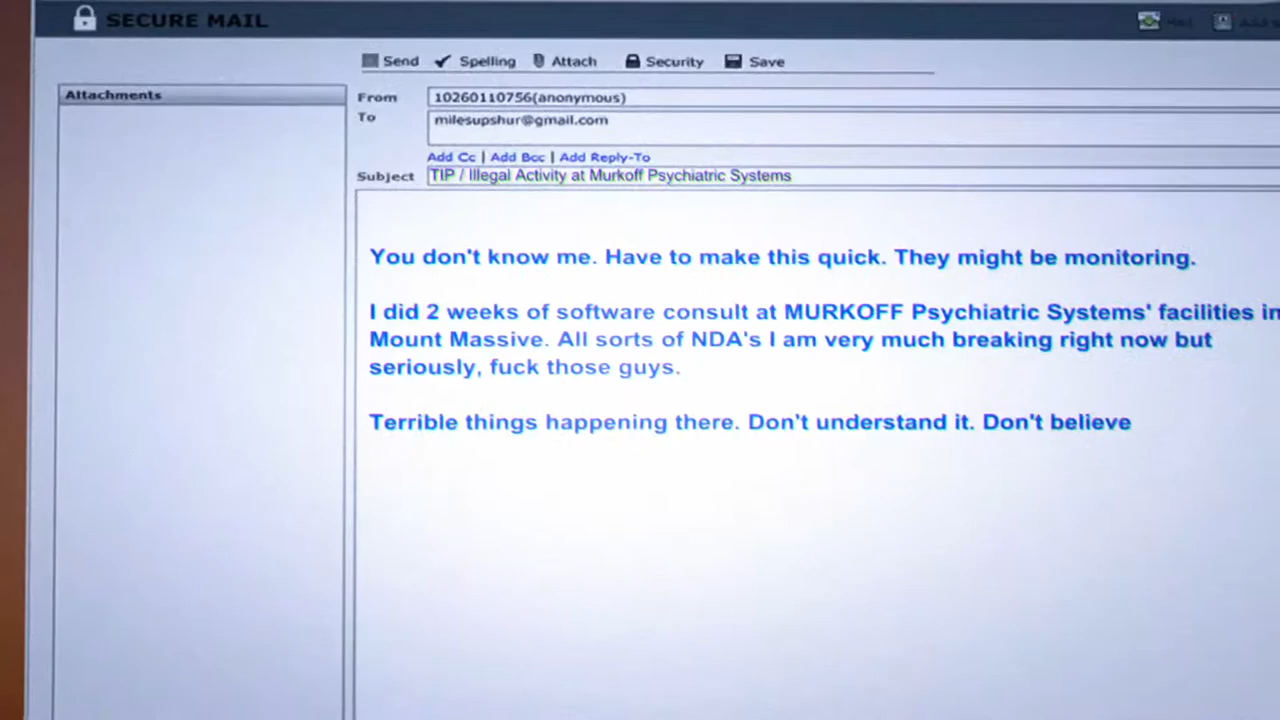 SECURE MAIL
Mail
Send Spelling Attach Security Save
Attachments
From 10260110756(anonymous)
To milesupshur@gmail.com
Add Cc | Add Bcc | Add Reply-To
Subject TIP / Illegal Activity at Murkoff Psychiatric Systems
You don't know me. Have to make this quick. They might be monitoring.
I did 2 weeks of software consult at MURKOFF Psychiatric Systems' facilities in
Mount Massive. All sorts of NDA's I am very much breaking right now but
seriously, fuck those guys.
Terrible things happening there. Don't understand it. Don't believe